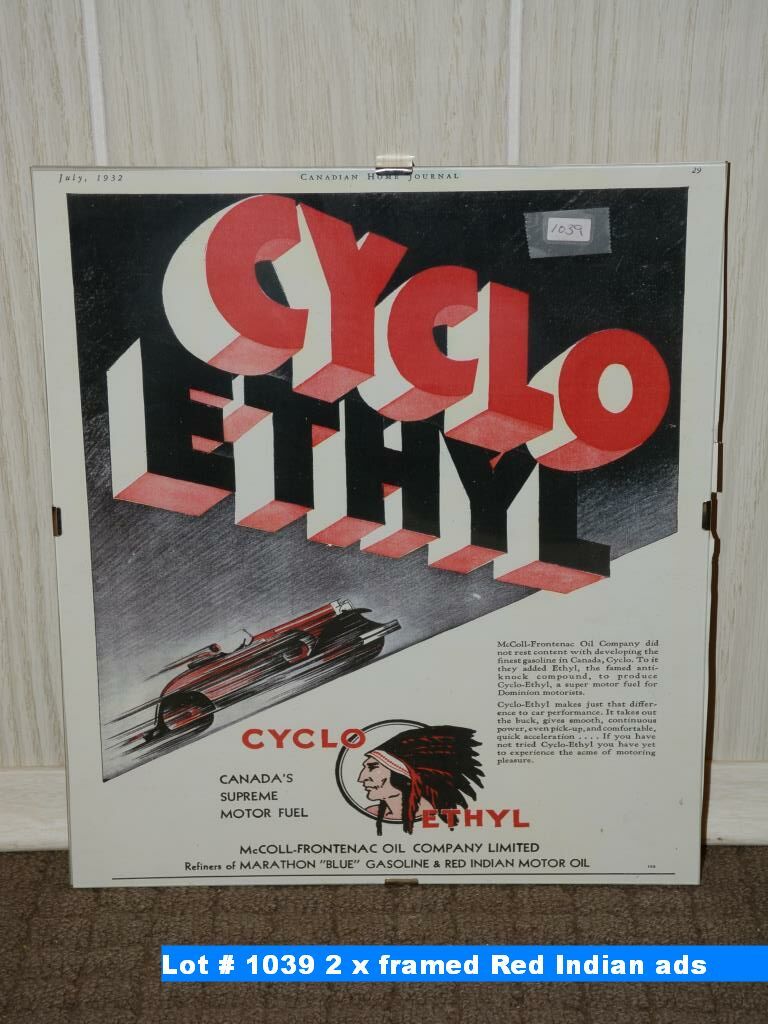 July, 1932
CANADIAN HOME JOURNAL
29
1039
CYCLO
ETHYL
McColl-Frontenac Oil Company did
not rest content with developing the
finest gasoline in Canada, Cyclo. To it
they added Ethyl, the famed anti-
knock compound, to produce
Cyclo-Ethyl, a super motor fuel for
Dominion motorists.
Cyclo-Ethyl makes just that differ-
ence to car performance. It takes out
the buck, gives smooth, continuous
power, even pick-up, and comfortable,
quick acceleration . . . . If you have
not tried Cyclo-Ethyl you have yet
to experience the acme of motoring
pleasure.
CYCLO
CANADA'S
SUPREME
MOTOR FUEL
ETHYL
McCOLL-FRONTENAC OIL COMPANY LIMITED
Refiners of MARATHON "BLUE" GASOLINE & RED INDIAN MOTOR OIL
Lot # 1039 2 x framed Red Indian ads